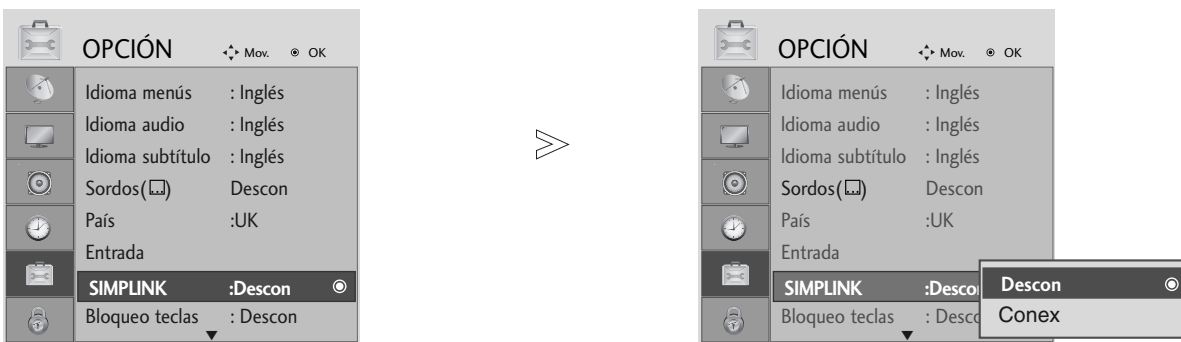 OPCIÓN Mov. OK
Idioma menús : Inglés
Idioma audio : Inglés
Idioma subtítulo : Inglés
Sordos( ) Descon
País :UK
Entrada
SIMPLINK :Descon
Bloqueo teclas : Descon
OPCIÓN Mov. OK
Idioma menús : Inglés
Idioma audio : Inglés
Idioma subtítulo : Inglés
Sordos( ) Descon
País :UK
Entrada
SIMPLINK :Desco
Bloqueo teclas : Desc
Descon
Conex